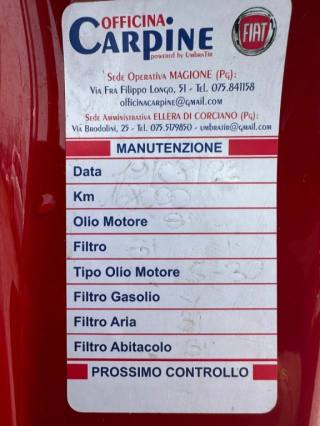 OFFICINA
CARPINE
powered by UmbraTir
FIAT
Sede Operativa MAGIONE (Pg):
Via Fra Filippo Longo, 51 - Tel. 075.841158
officinacarpine@gmail.com
Sede Amministrativa ELLERA DI CORCIANO (Pg):
Via Brodolini, 25 - Tel. 075.5179850 - umbratir@gmail.com
MANUTENZIONE
Data
Km
Olio Motore
Filtro
Tipo Olio Motore
Filtro Gasolio
Filtro Aria
Filtro Abitacolo
PROSSIMO CONTROLLO